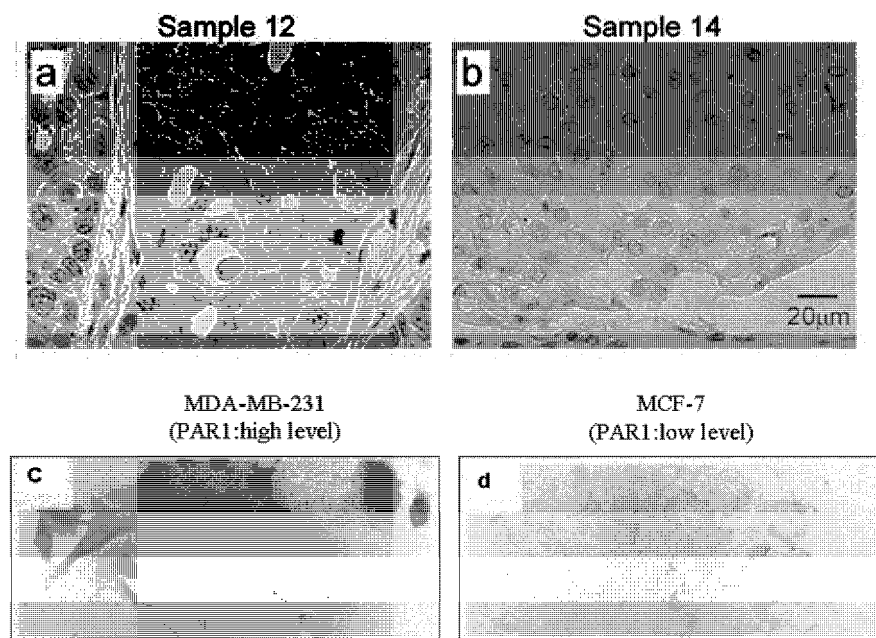 Sample 12
Sample 14
a
b
20µm
MDA-MB-231
(PAR1:high level)
MCF-7
(PAR1:low level)
c
d